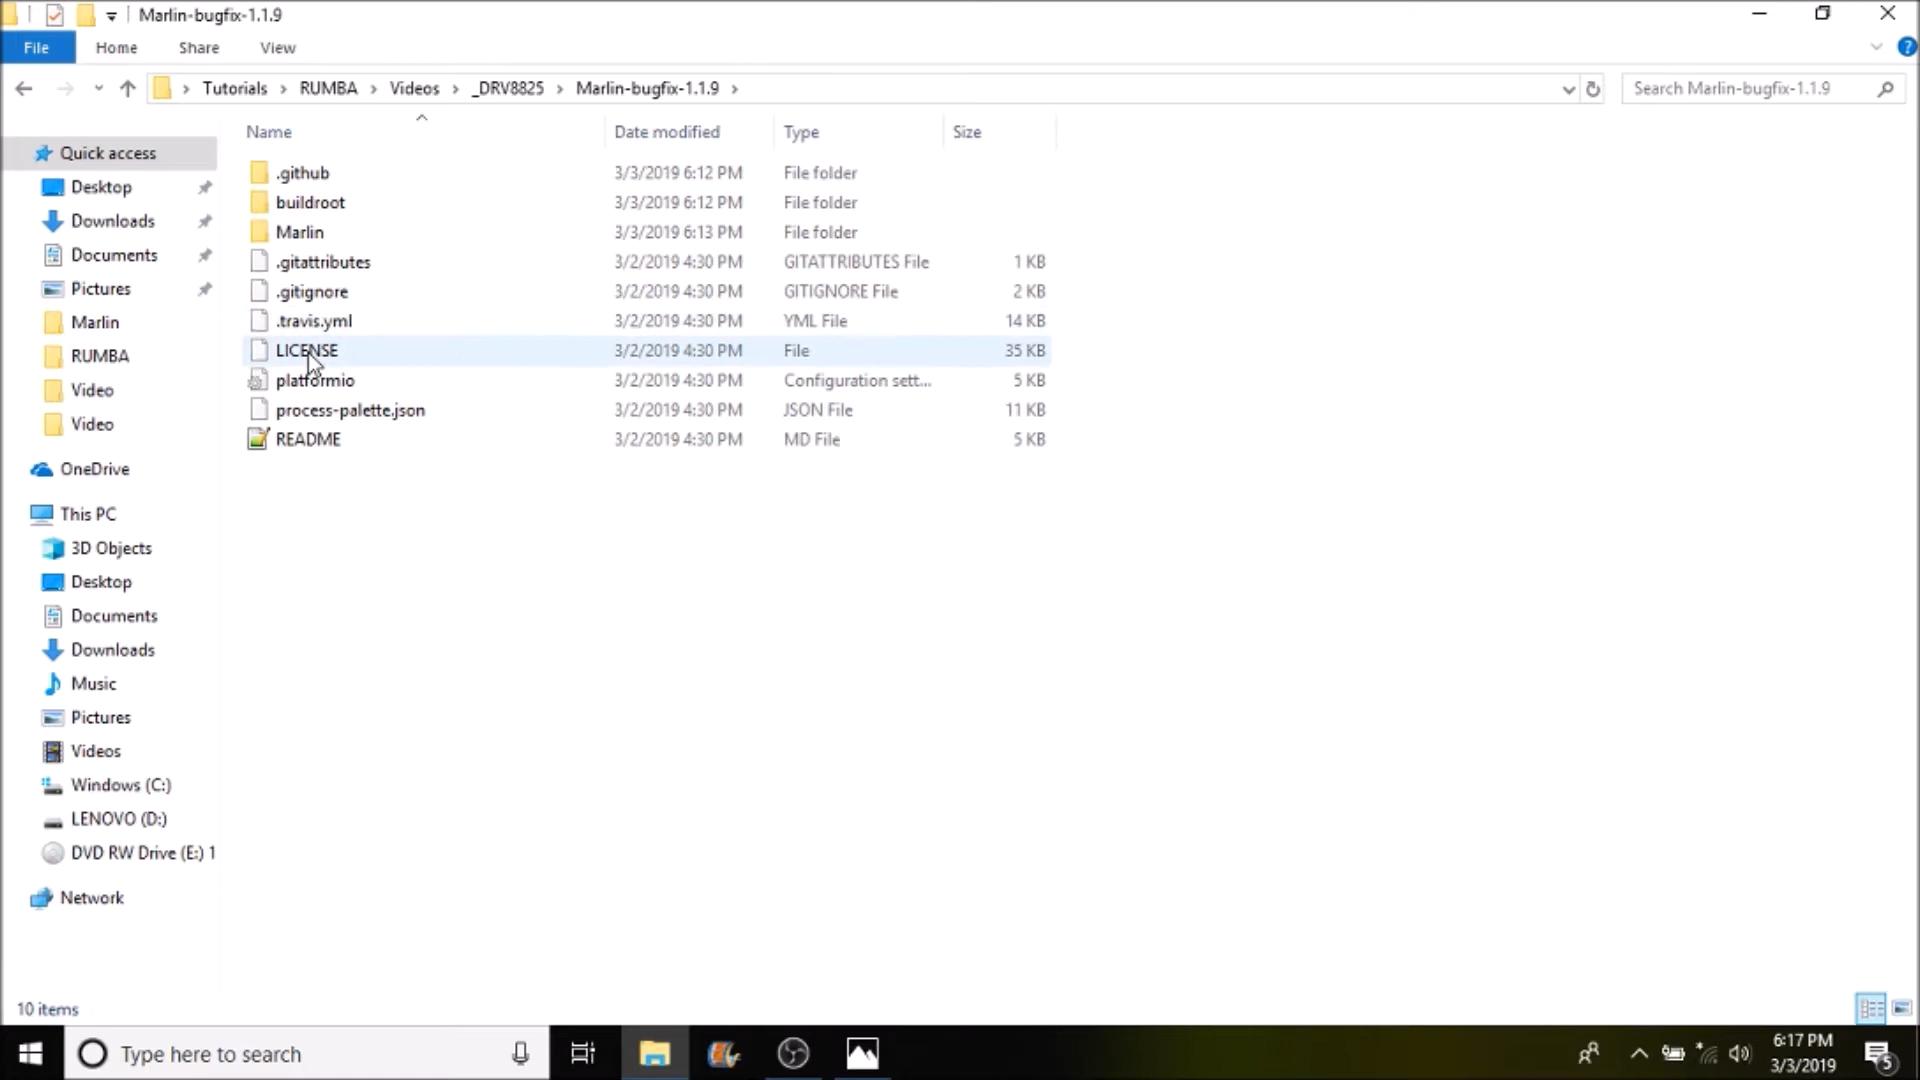 Marlin-bugfix-1.1.9
File Home Share View
Tutorials RUMBA Videos _DRV8825 Marlin-bugfix-1.1.9 Search Marlin-bugfix-1.1.9
Name Date modified Type Size
Quick access
Desktop
Downloads
Documents
Pictures
Marlin
RUMBA
Video
Video
OneDrive
This PC
3D Objects
Desktop
Documents
Downloads
Music
Pictures
Videos
Windows (C:)
LENOVO (D:)
DVD RW Drive (E:) 1
Network
.github 3/3/2019 6:12 PM File folder
buildroot 3/3/2019 6:12 PM File folder
Marlin 3/3/2019 6:13 PM File folder
.gitattributes 3/2/2019 4:30 PM GITATTRIBUTES File 1 KB
.gitignore 3/2/2019 4:30 PM GITIGNORE File 2 KB
.travis.yml 3/2/2019 4:30 PM YML File 14 KB
LICENSE 3/2/2019 4:30 PM File 35 KB
platformio 3/2/2019 4:30 PM Configuration sett... 5 KB
process-palette.json 3/2/2019 4:30 PM JSON File 11 KB
README 3/2/2019 4:30 PM MD File 5 KB
10 items
Type here to search
6:17 PM
3/3/2019
5